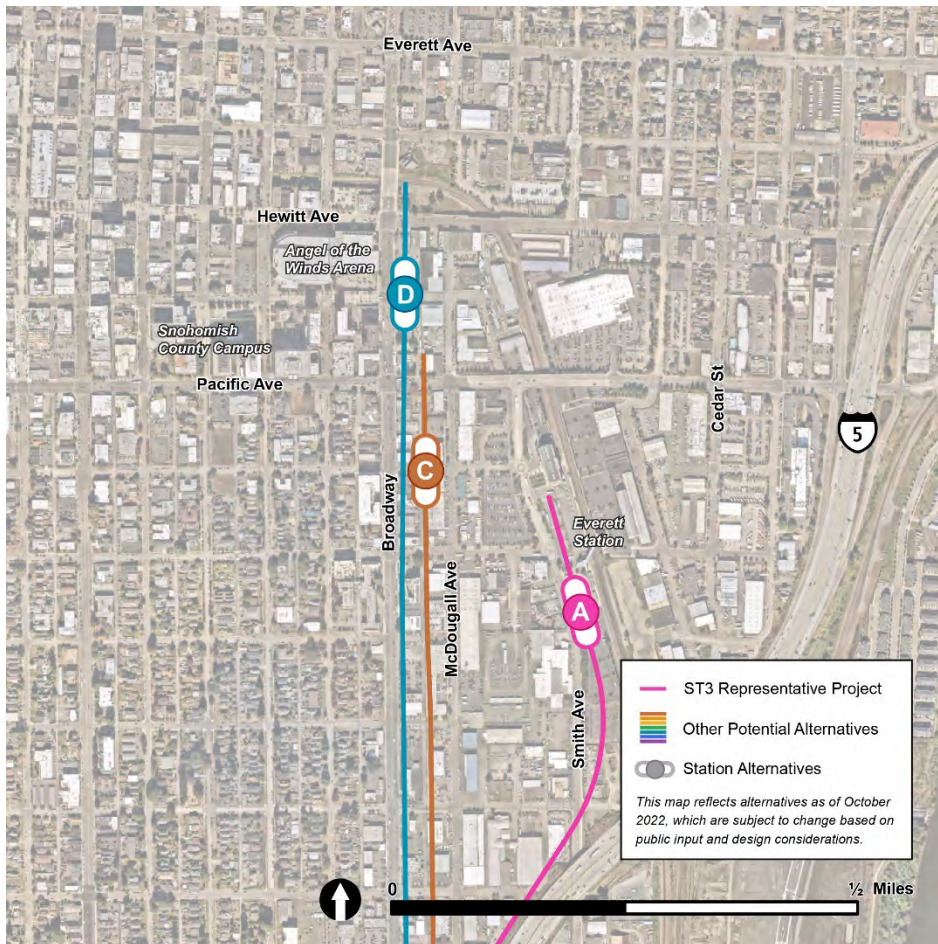 Everett Ave
Hewitt Ave
Angel of the
Winds Arena
D
Snohomish
County Campus
Pacific Ave
Cedar St
5
C
Broadway
Everett
Station
McDougall Ave
A
Smith Ave
ST3 Representative Project
Other Potential Alternatives
Station Alternatives
This map reflects alternatives as of October
2022, which are subject to change based on
public input and design considerations.
0
½ Miles